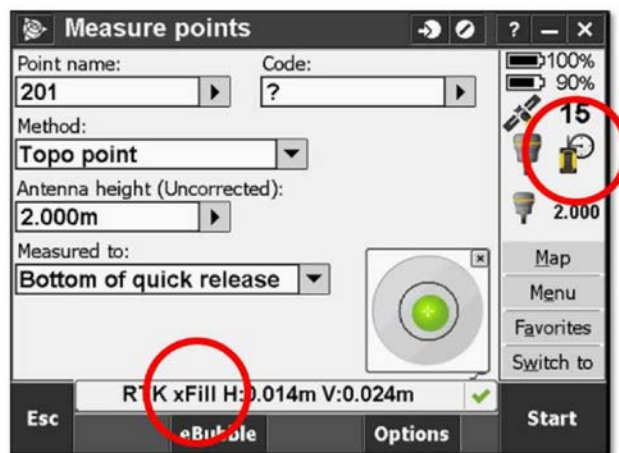 Measure points
? — ×
Point name: Code:
201 ?
Method:
Topo point
Antenna height (Uncorrected):
2.000m
Measured to:
Bottom of quick release
100%
90%
15
2.000
Map
Menu
Favorites
Switch to
RTK xFill H:0.014m V:0.024m
Esc eBubble Options Start